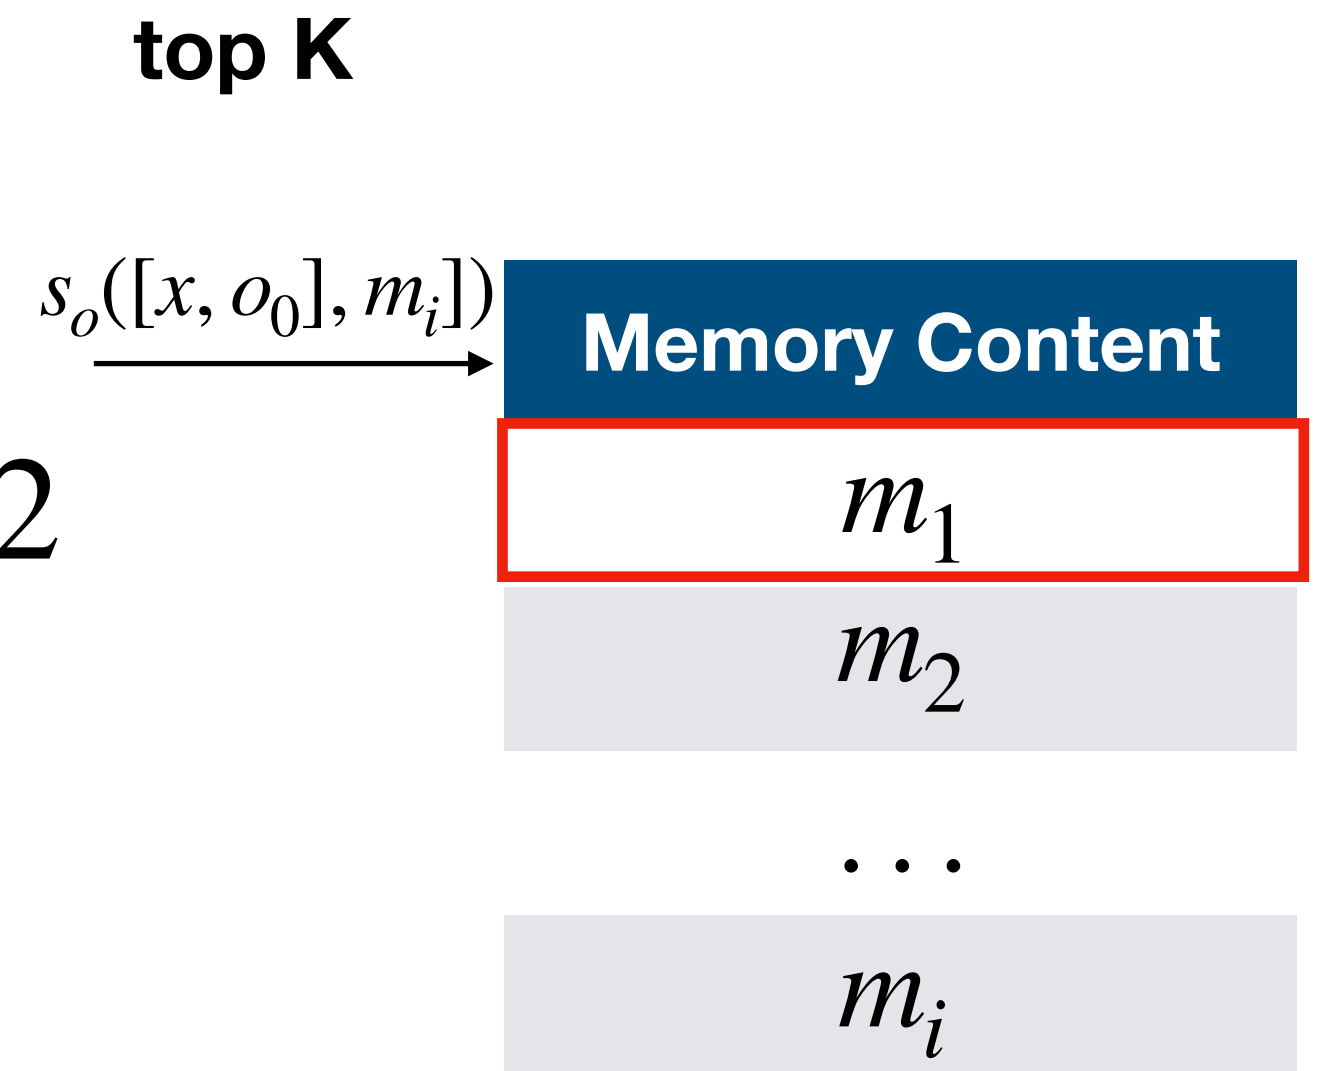 top K
s_o([x, o_0], m_i])
Memory Content
m_1
2
m_2
...
m_i